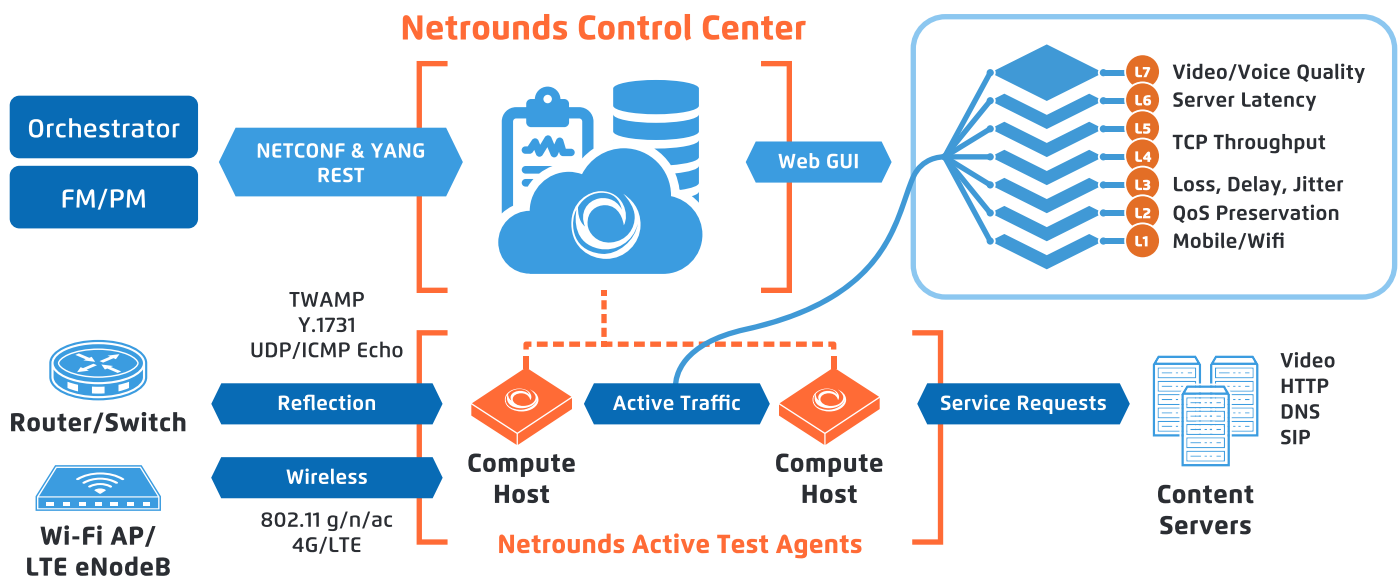 Netrounds Control Center
Orchestrator
FM/PM
NETCONF & YANG
REST
Web GUI
L7 Video/Voice Quality
L6 Server Latency
L5
TCP Throughput
L4
L3 Loss, Delay, Jitter
L2 QoS Preservation
L1 Mobile/Wifi
TWAMP
Y.1731
UDP/ICMP Echo
Router/Switch
Reflection
Wireless
802.11 g/n/ac
4G/LTE
Wi-Fi AP/
LTE eNodeB
Compute
Host
Active Traffic
Compute
Host
Netrounds Active Test Agents
Service Requests
Video
HTTP
DNS
SIP
Content
Servers